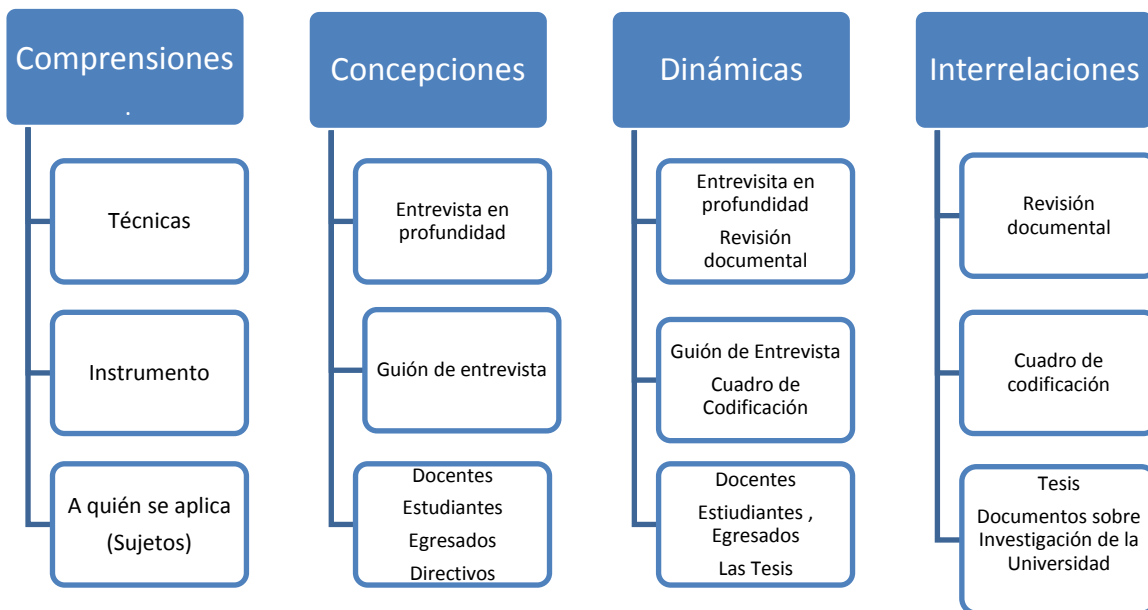 Comprensiones
.
Técnicas
Instrumento
A quién se aplica
(Sujetos)
Concepciones
Entrevista en
profundidad
Guión de entrevista
Docentes
Estudiantes
Egresados
Directivos
Dinámicas
Entrevisita en
profundidad
Revisión
documental
Guión de Entrevista
Cuadro de
Codificación
Docentes
Estiudiantes ,
Egresados
Las Tesis
Interrelaciones
Revisión
documental
Cuadro de
codificación
Tesis
Documentos sobre
Investigación de la
Universidad